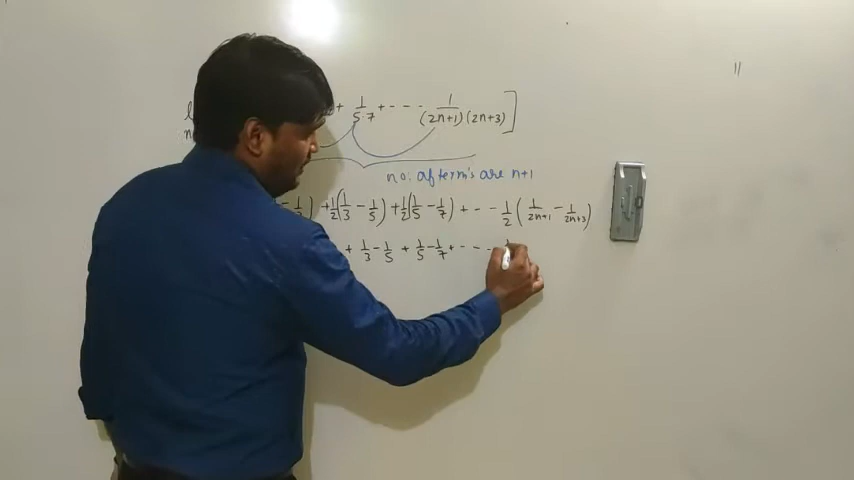 11
+ 1/5·7 + - - - 1/(2n+1)(2n+3) ]
no: of term's are n+1
- 1/3) + 1/2(1/3 - 1/5) + 1/2(1/5 - 1/7) + - - 1/2(1/2n+1 - 1/2n+3)
+ 1/3 - 1/5 + 1/5 - 1/7 + - - -